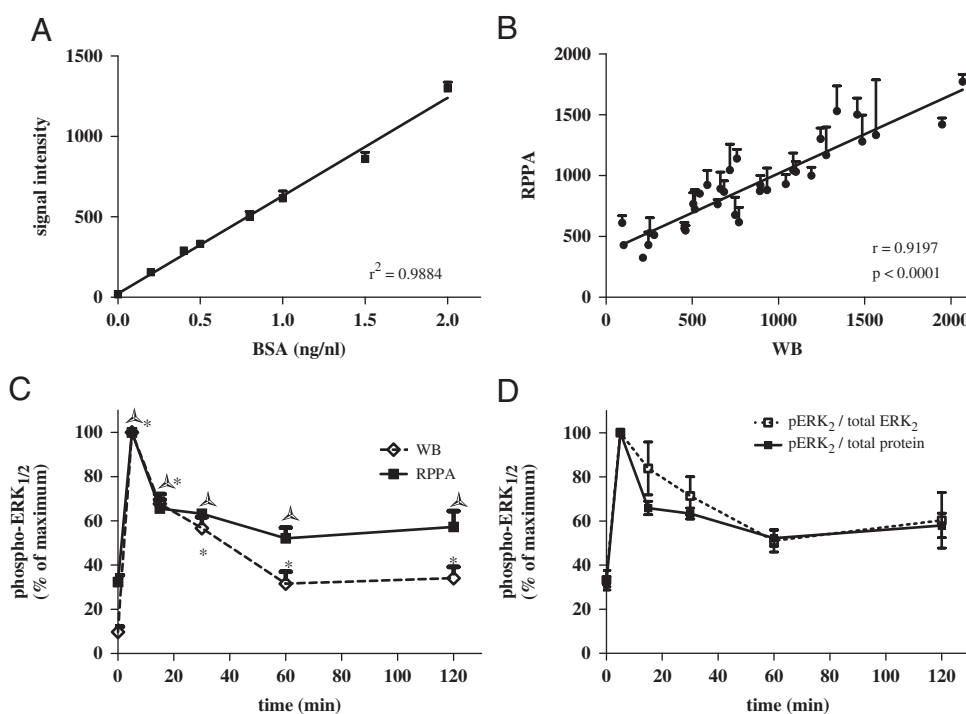 A
signal intensity
1500
1000
500
0
0.0 0.5 1.0 1.5 2.0
BSA (ng/nl)
r² = 0.9884
B
RPPA
2000
1500
1000
500
0
0 500 1000 1500 2000
WB
r = 0.9197
p < 0.0001
C
phospho-ERK1/2
(% of maximum)
100
80
60
40
20
0
0 20 40 60 80 100 120
time (min)
WB
RPPA
*
*
*
*
*
D
phospho-ERK1/2
(% of maximum)
100
80
60
40
20
0
0 20 40 60 80 100 120
time (min)
pERK2 / total ERK2
pERK2 / total protein